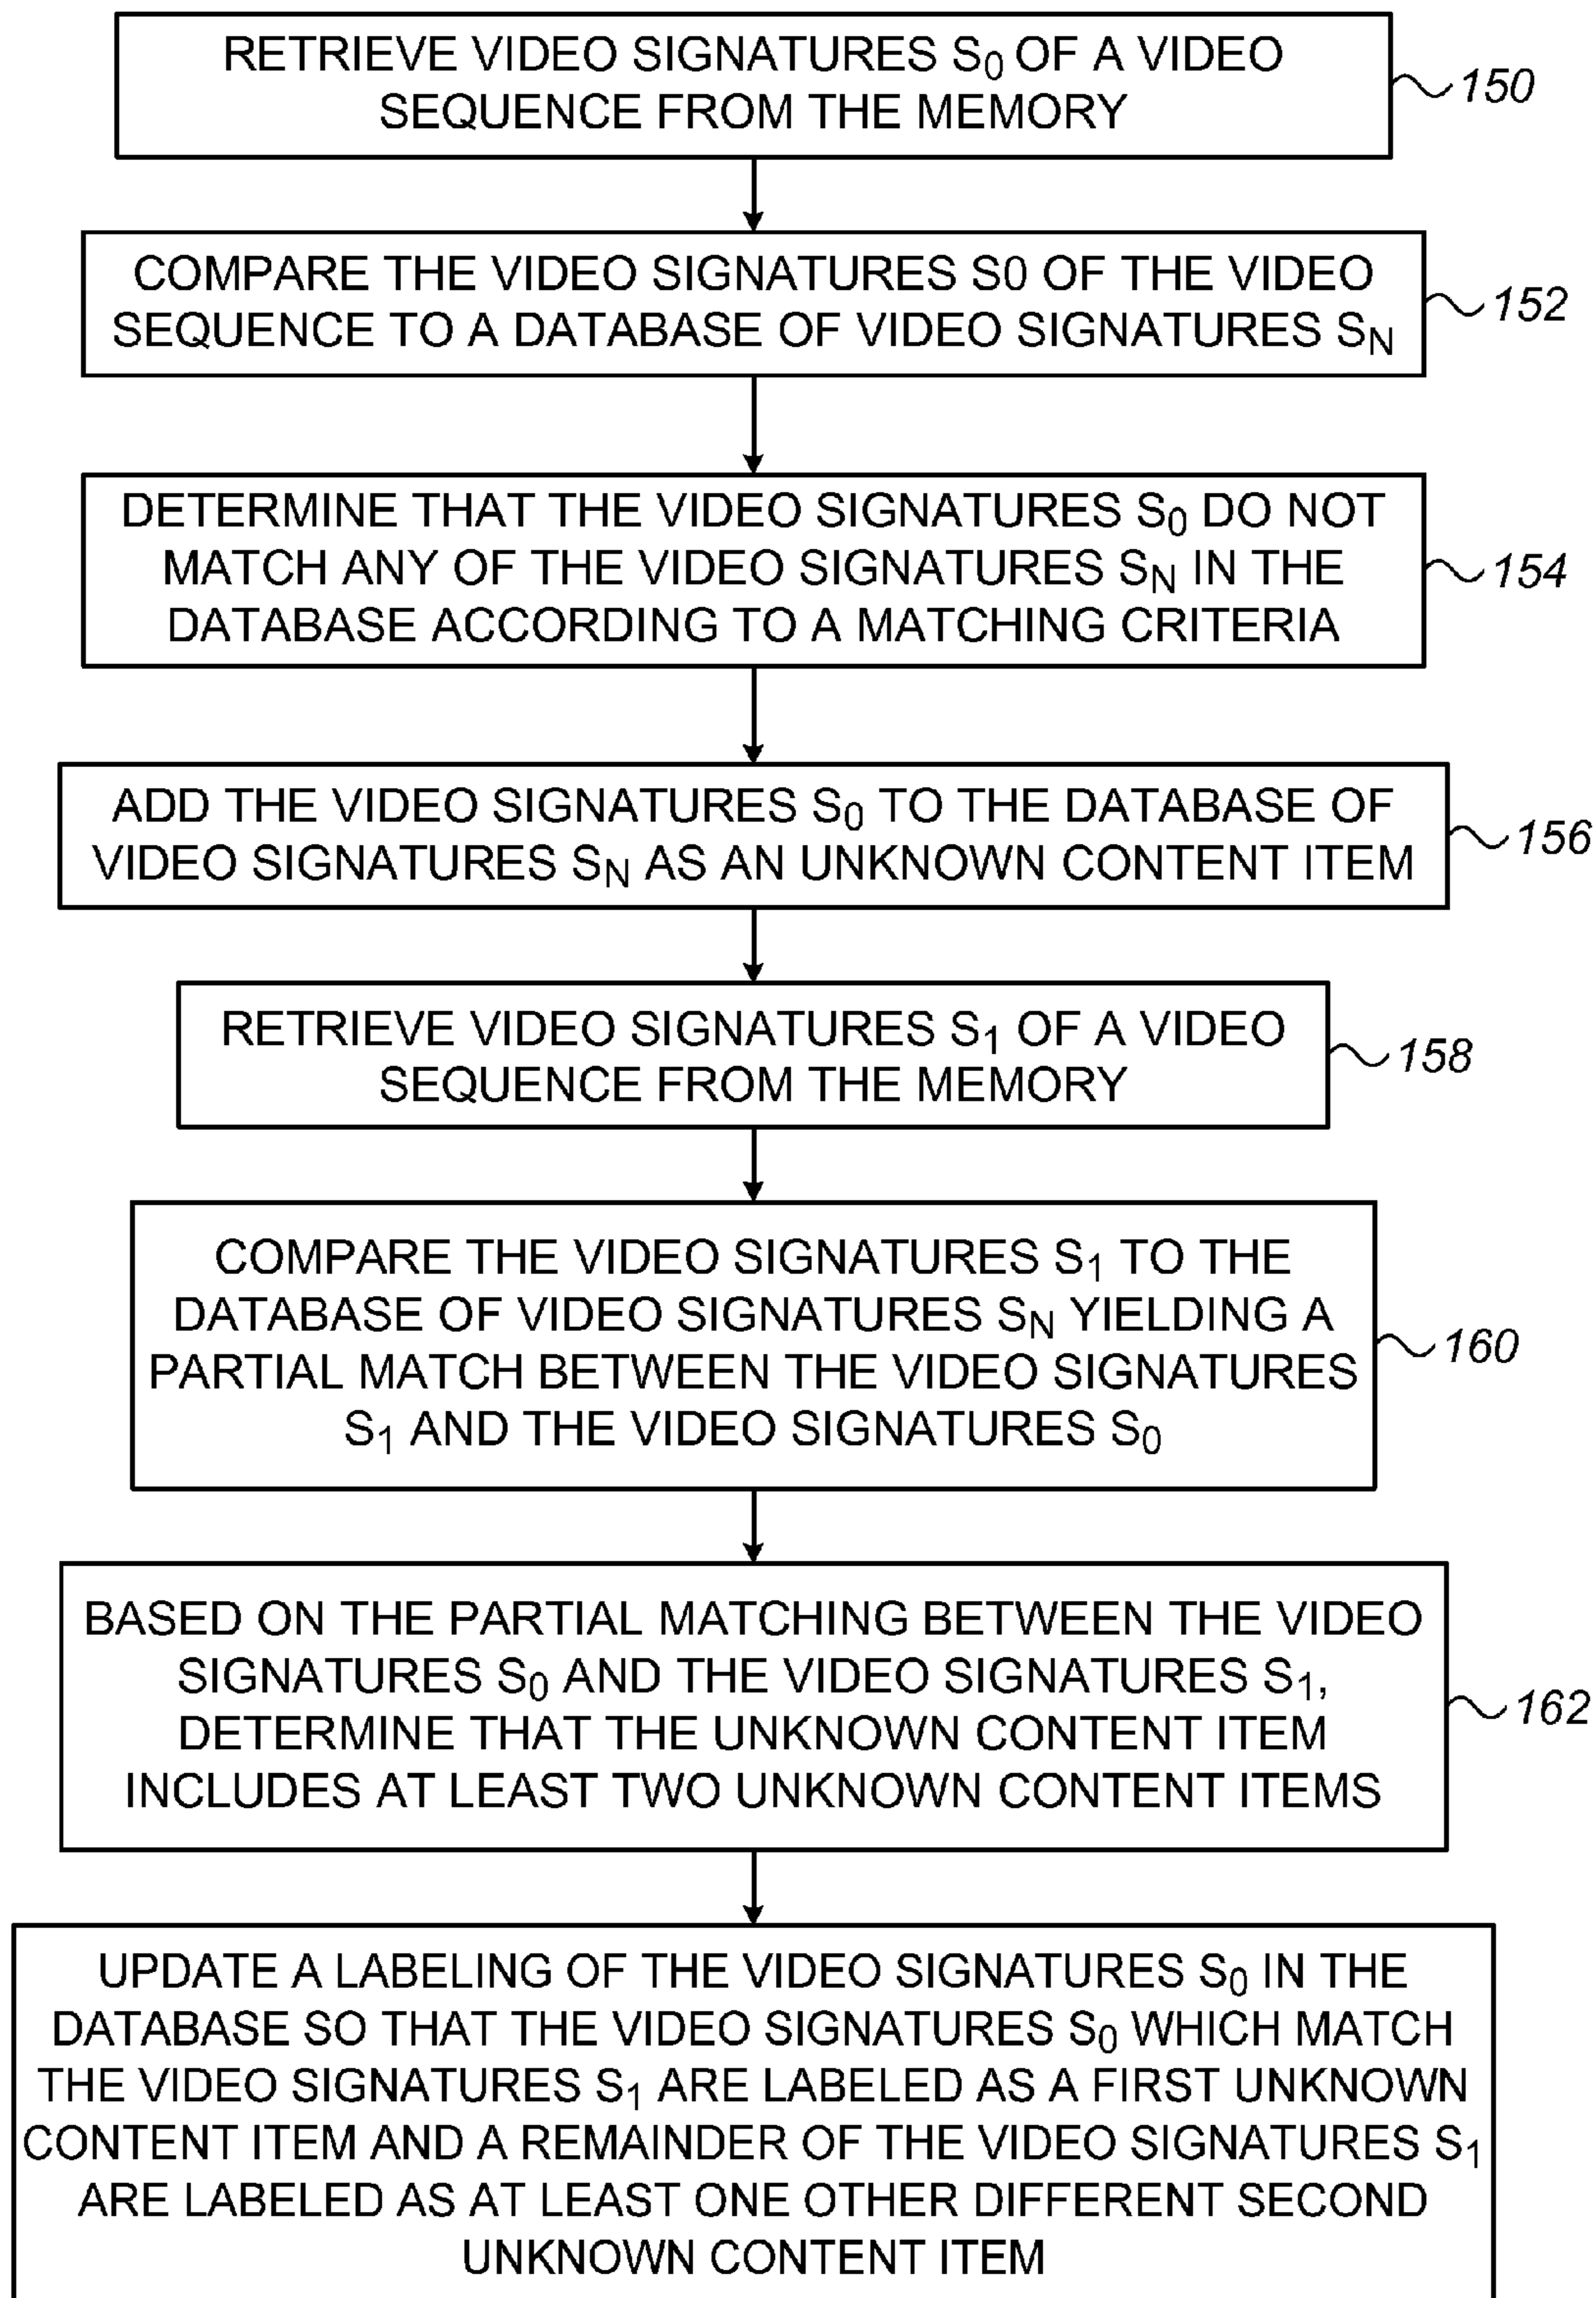 RETRIEVE VIDEO SIGNATURES S₀ OF A VIDEO
SEQUENCE FROM THE MEMORY
150
COMPARE THE VIDEO SIGNATURES S0 OF THE VIDEO
SEQUENCE TO A DATABASE OF VIDEO SIGNATURES Sɴ
152
DETERMINE THAT THE VIDEO SIGNATURES S₀ DO NOT
MATCH ANY OF THE VIDEO SIGNATURES Sɴ IN THE
DATABASE ACCORDING TO A MATCHING CRITERIA
154
ADD THE VIDEO SIGNATURES S₀ TO THE DATABASE OF
VIDEO SIGNATURES Sɴ AS AN UNKNOWN CONTENT ITEM
156
RETRIEVE VIDEO SIGNATURES S₁ OF A VIDEO
SEQUENCE FROM THE MEMORY
158
COMPARE THE VIDEO SIGNATURES S₁ TO THE
DATABASE OF VIDEO SIGNATURES Sɴ YIELDING A
PARTIAL MATCH BETWEEN THE VIDEO SIGNATURES
S₁ AND THE VIDEO SIGNATURES S₀
160
BASED ON THE PARTIAL MATCHING BETWEEN THE VIDEO
SIGNATURES S₀ AND THE VIDEO SIGNATURES S₁,
DETERMINE THAT THE UNKNOWN CONTENT ITEM
INCLUDES AT LEAST TWO UNKNOWN CONTENT ITEMS
162
UPDATE A LABELING OF THE VIDEO SIGNATURES S₀ IN THE
DATABASE SO THAT THE VIDEO SIGNATURES S₀ WHICH MATCH
THE VIDEO SIGNATURES S₁ ARE LABELED AS A FIRST UNKNOWN
CONTENT ITEM AND A REMAINDER OF THE VIDEO SIGNATURES S₁
ARE LABELED AS AT LEAST ONE OTHER DIFFERENT SECOND
UNKNOWN CONTENT ITEM